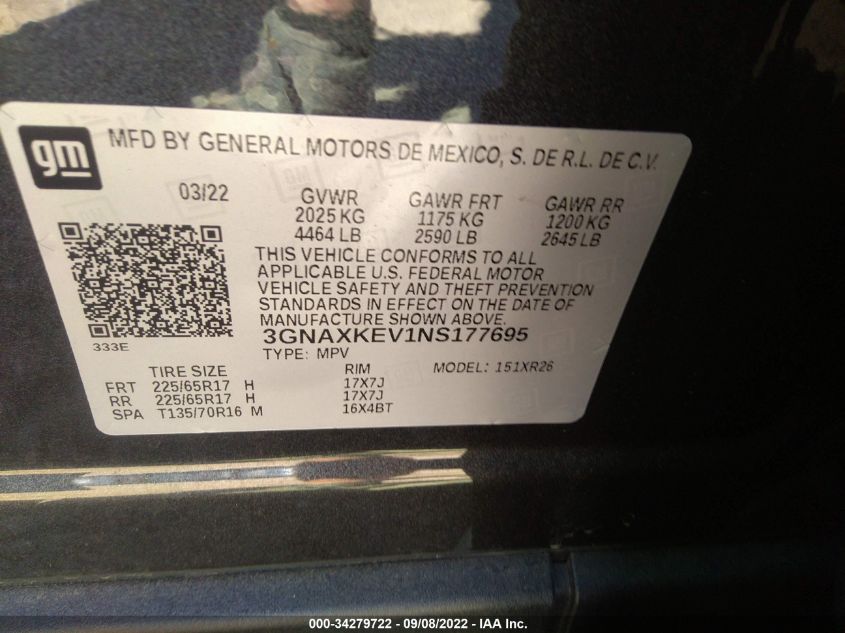 gm
MFD BY GENERAL MOTORS DE MEXICO, S. DE R.L. DE C.V.
03/22 GVWR GAWR FRT GAWR RR
2025 KG 1175 KG 1200 KG
4464 LB 2590 LB 2645 LB
THIS VEHICLE CONFORMS TO ALL
APPLICABLE U.S. FEDERAL MOTOR
VEHICLE SAFETY AND THEFT PREVENTION
STANDARDS IN EFFECT ON THE DATE OF
MANUFACTURE SHOWN ABOVE.
333E
3GNAXKEV1NS177695
TYPE: MPV
TIRE SIZE RIM MODEL: 151XR26
FRT 225/65R17 H 17X7J
RR 225/65R17 H 17X7J
SPA T135/70R16 M 16X4BT
000-34279722 - 09/08/2022 - IAA Inc.